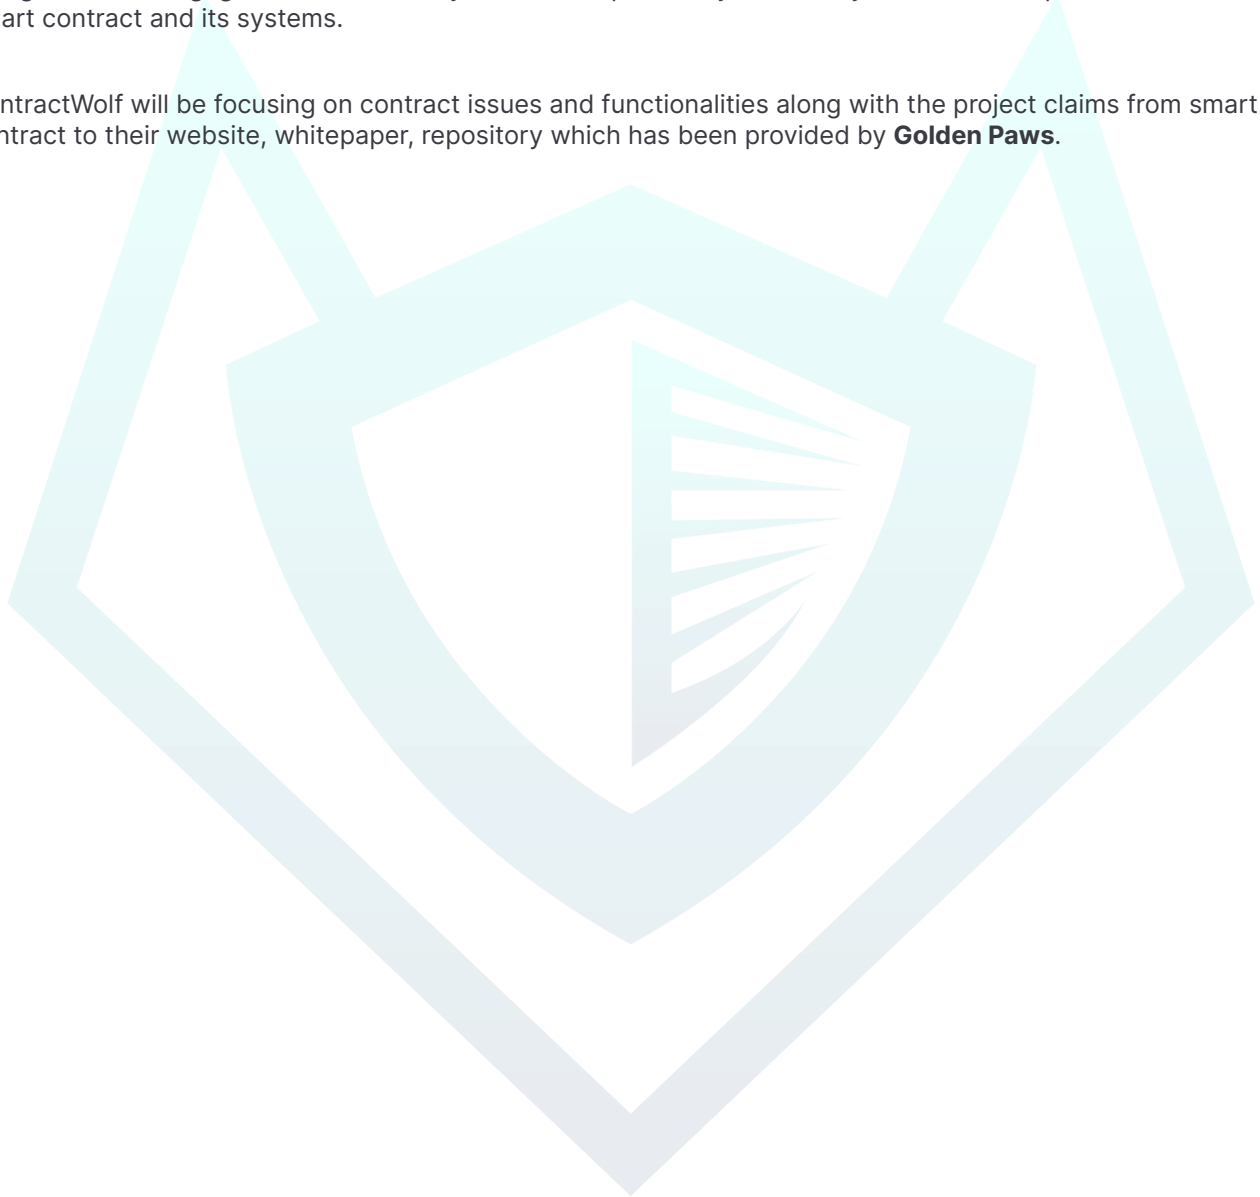 art contract and its systems.
ntractWolf will be focusing on contract issues and functionalities along with the project claims from smart
ntract to their website, whitepaper, repository which has been provided by Golden Paws.